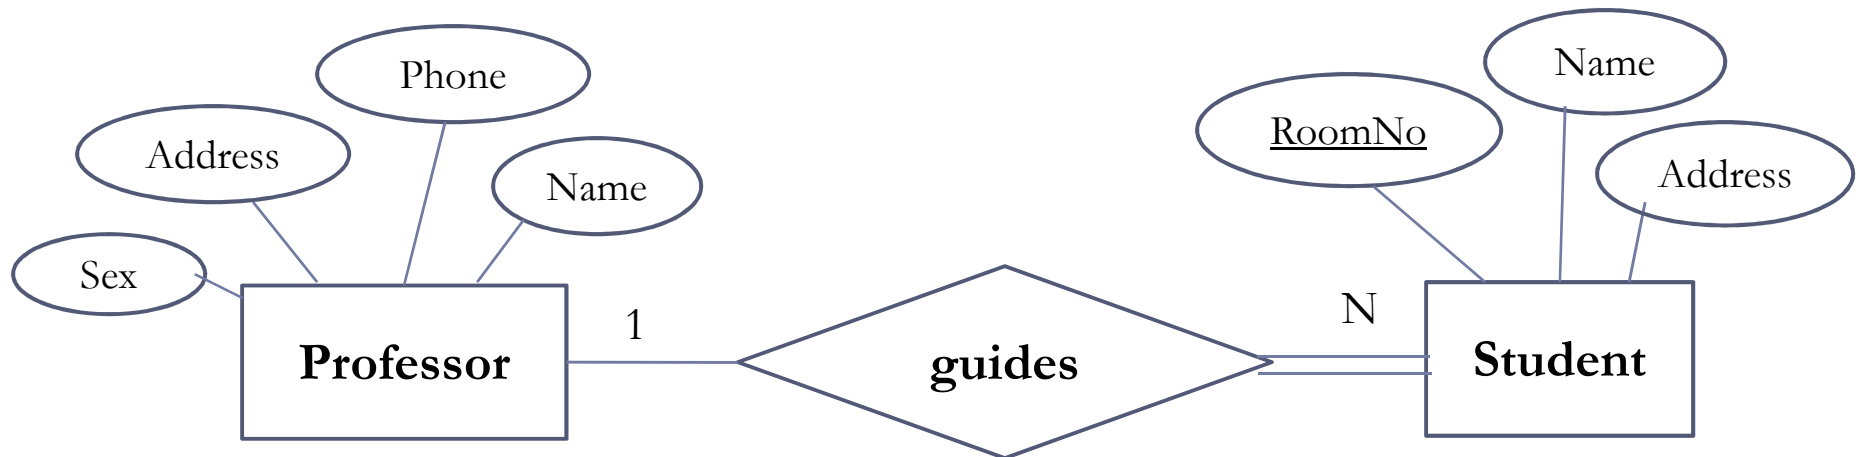 Name
Phone
RoomNo
Address
Name
Address
Sex
1
N
Professor
guides
Student